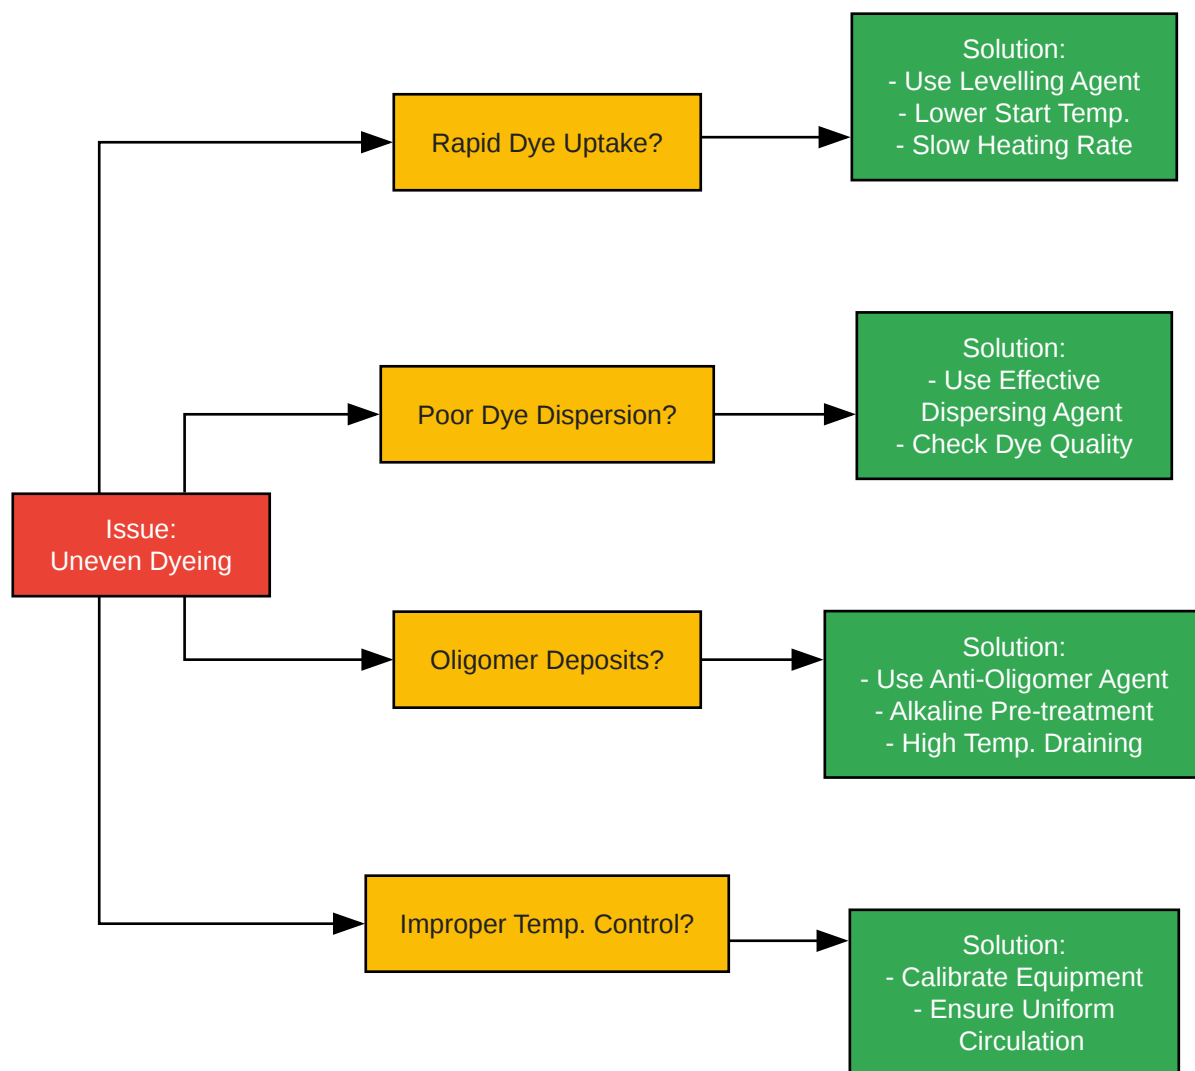 Solution:
- Use Levelling Agent
- Lower Start Temp.
- Slow Heating Rate
Rapid Dye Uptake?
Solution:
- Use Effective
Dispersing Agent
- Check Dye Quality
Poor Dye Dispersion?
Issue:
Uneven Dyeing
Oligomer Deposits?
Solution:
- Use Anti-Oligomer Agent
- Alkaline Pre-treatment
- High Temp. Draining
Improper Temp. Control?
Solution:
- Calibrate Equipment
- Ensure Uniform
Circulation